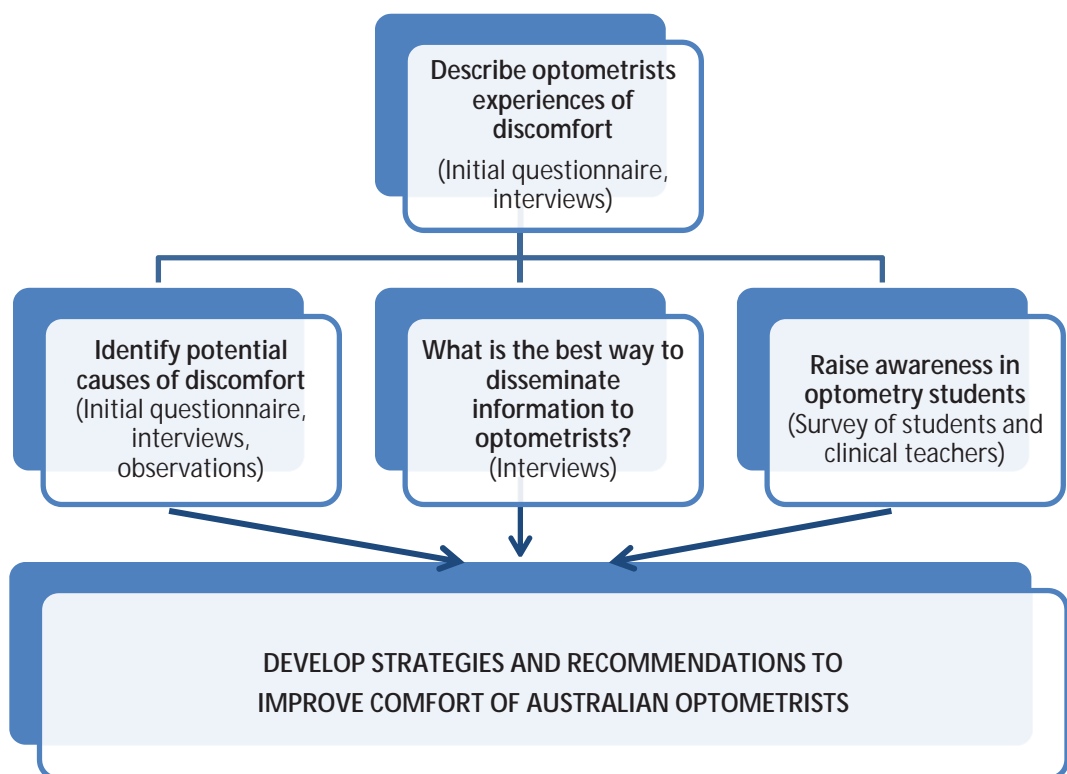 Describe optometrists
experiences of
discomfort
(Initial questionnaire,
interviews)
Identify potential
causes of discomfort
(Initial questionnaire,
interviews,
observations)
What is the best way to
disseminate
information to
optometrists?
(Interviews)
Raise awareness in
optometry students
(Survey of students and
clinical teachers)
DEVELOP STRATEGIES AND RECOMMENDATIONS TO
IMPROVE COMFORT OF AUSTRALIAN OPTOMETRISTS